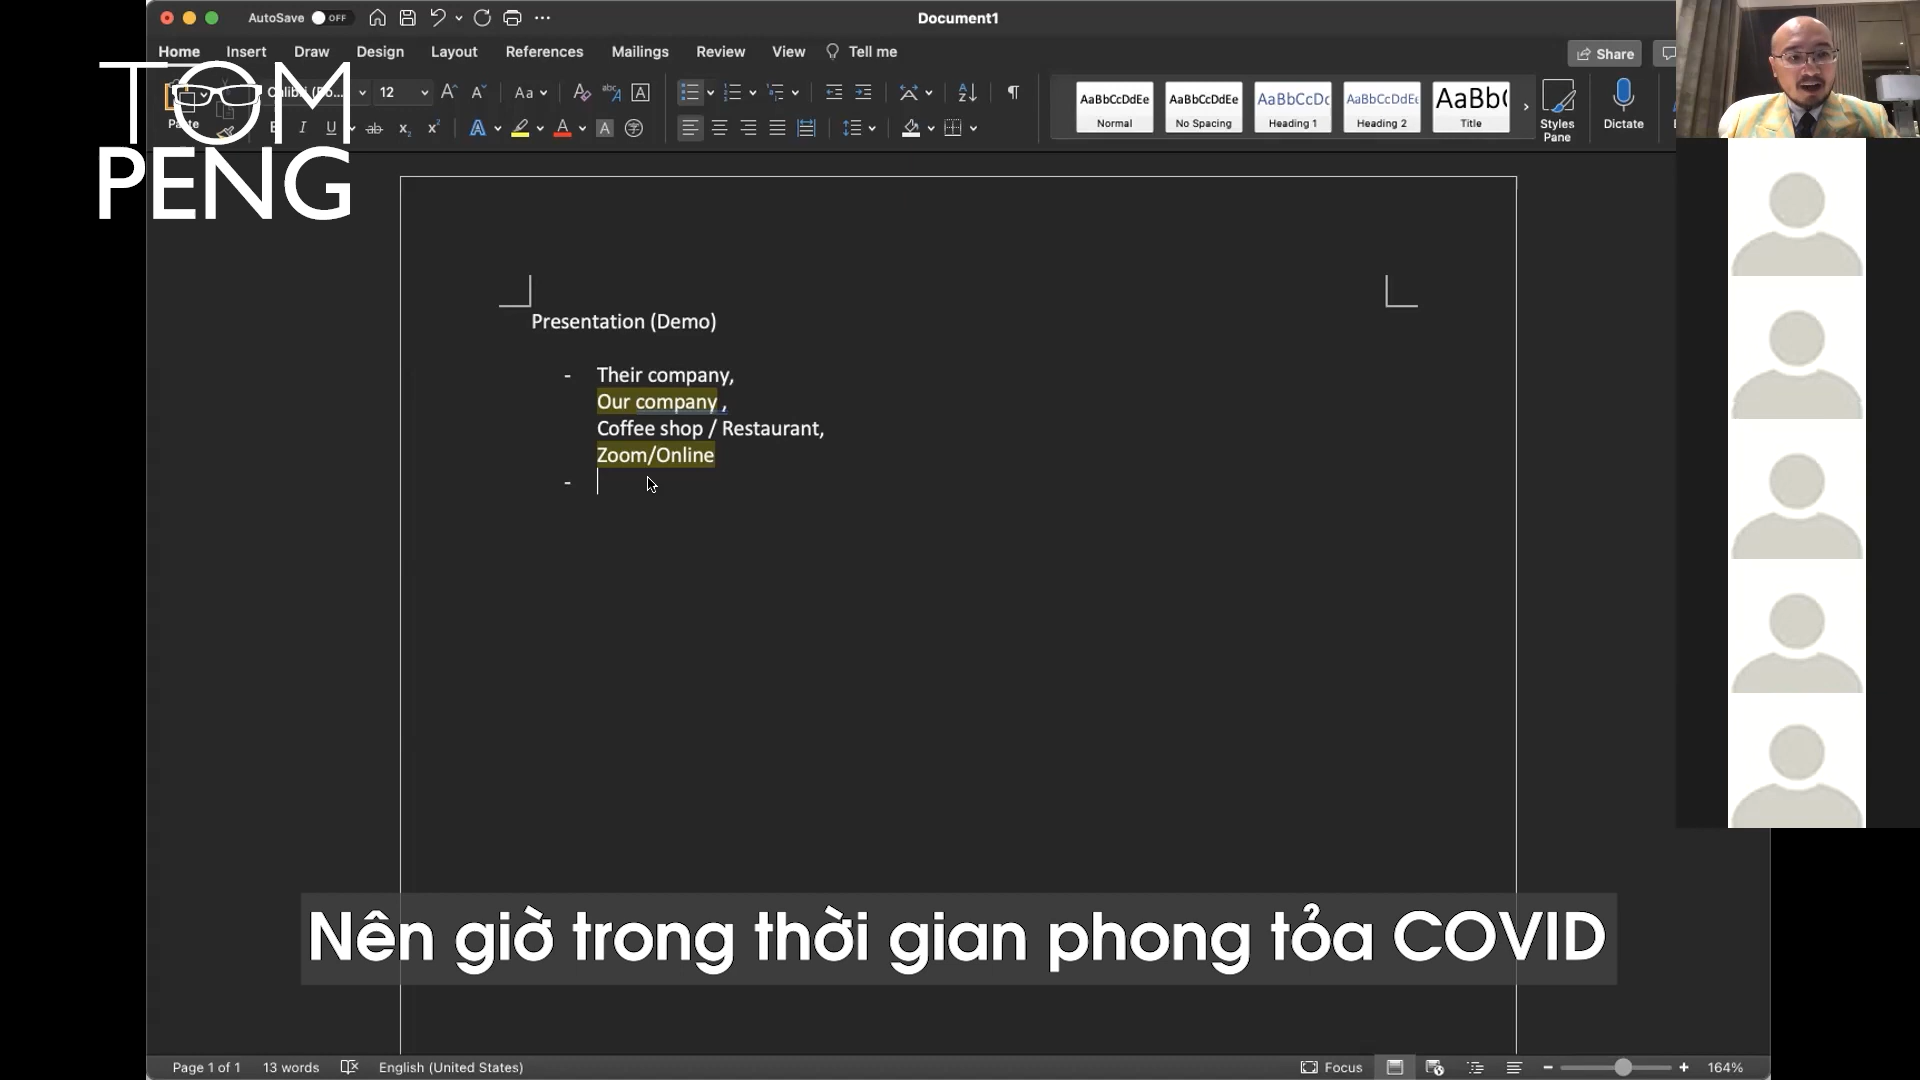 AutoSave OFF
Document1
Home Insert Draw Design Layout References Mailings Review View Tell me
Share
TOM
PENG
12
Aa
Paste
AaBbCcDdEe AaBbCcDdEe AaBbCcDc AaBbCcDdEe AaBb(
Normal No Spacing Heading 1 Heading 2 Title
Styles
Pane
Dictate
Presentation (Demo)
- Their company,
Our company ,
Coffee shop / Restaurant,
Zoom/Online
-
Nên giờ trong thời gian phong tỏa COVID
Page 1 of 1 13 words English (United States) Focus 164%